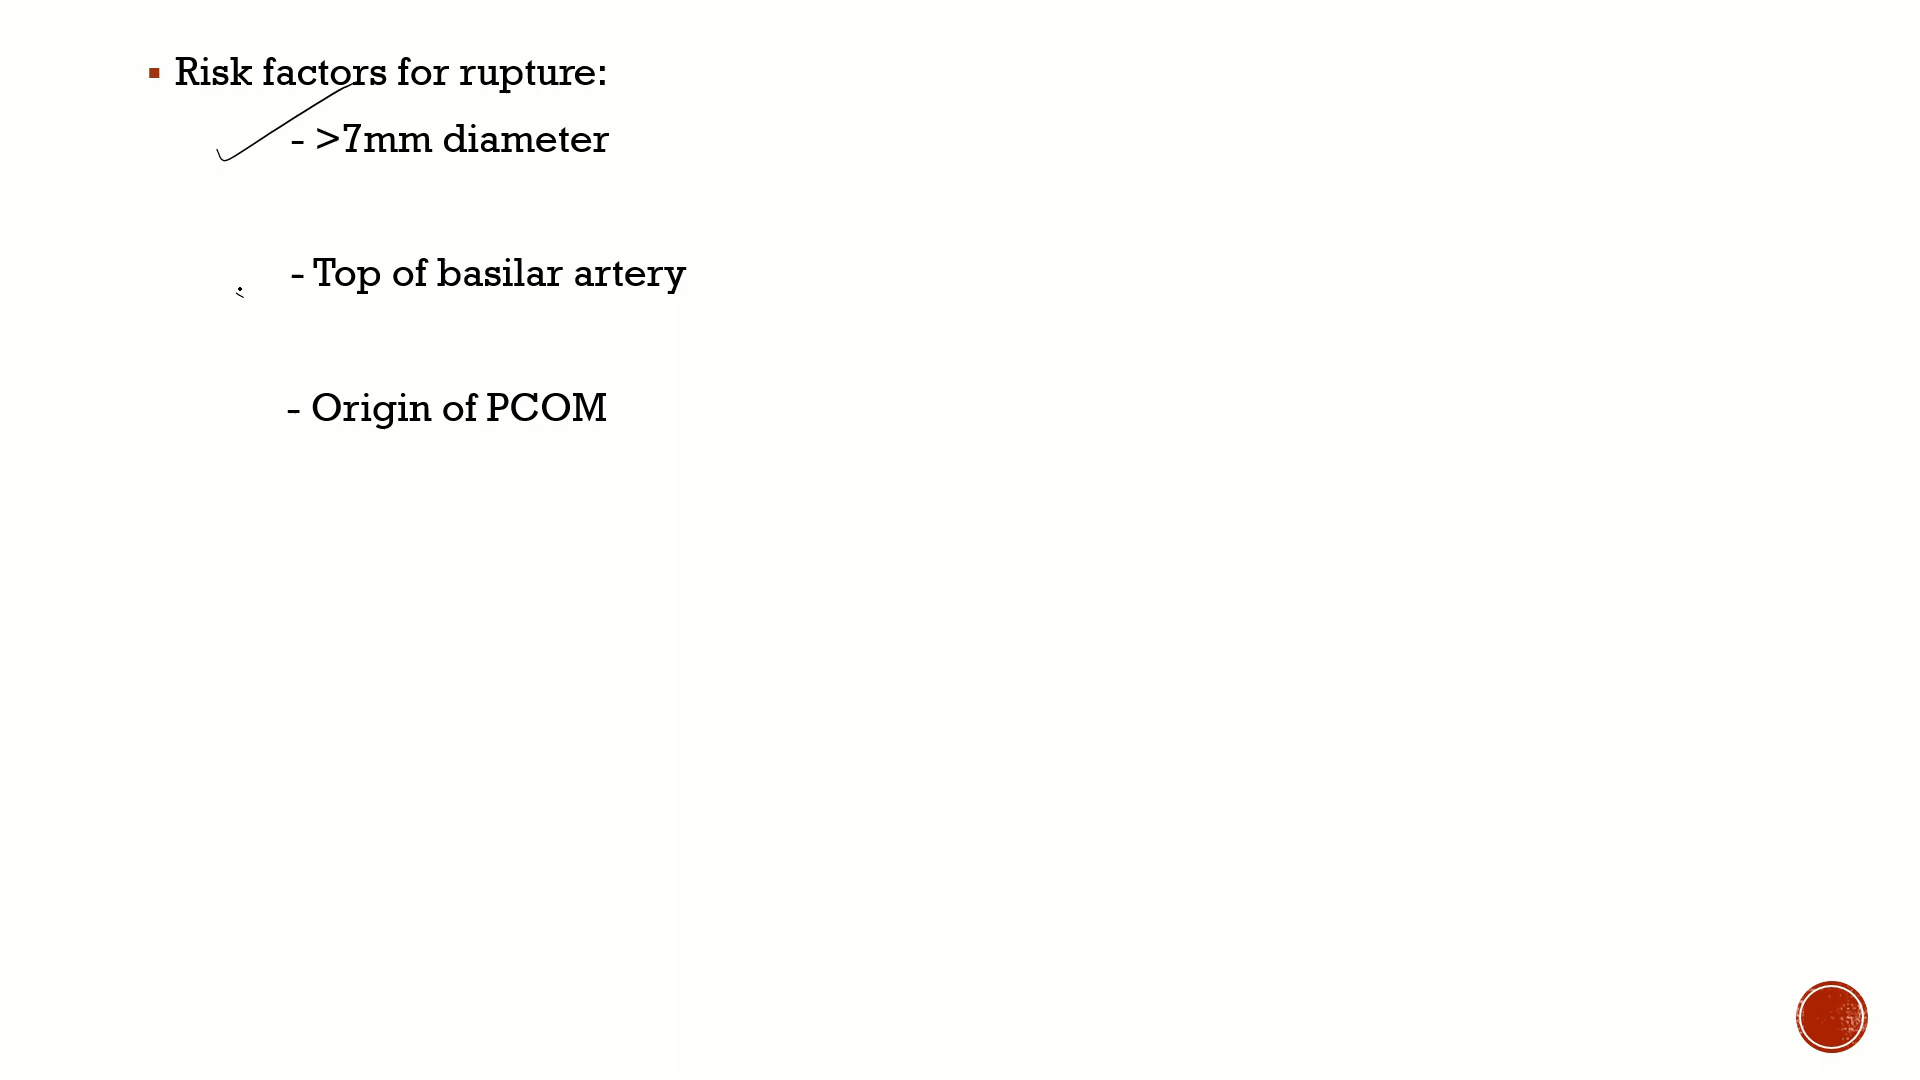 Risk factors for rupture:
- >7mm diameter
- Top of basilar artery
- Origin of PCOM